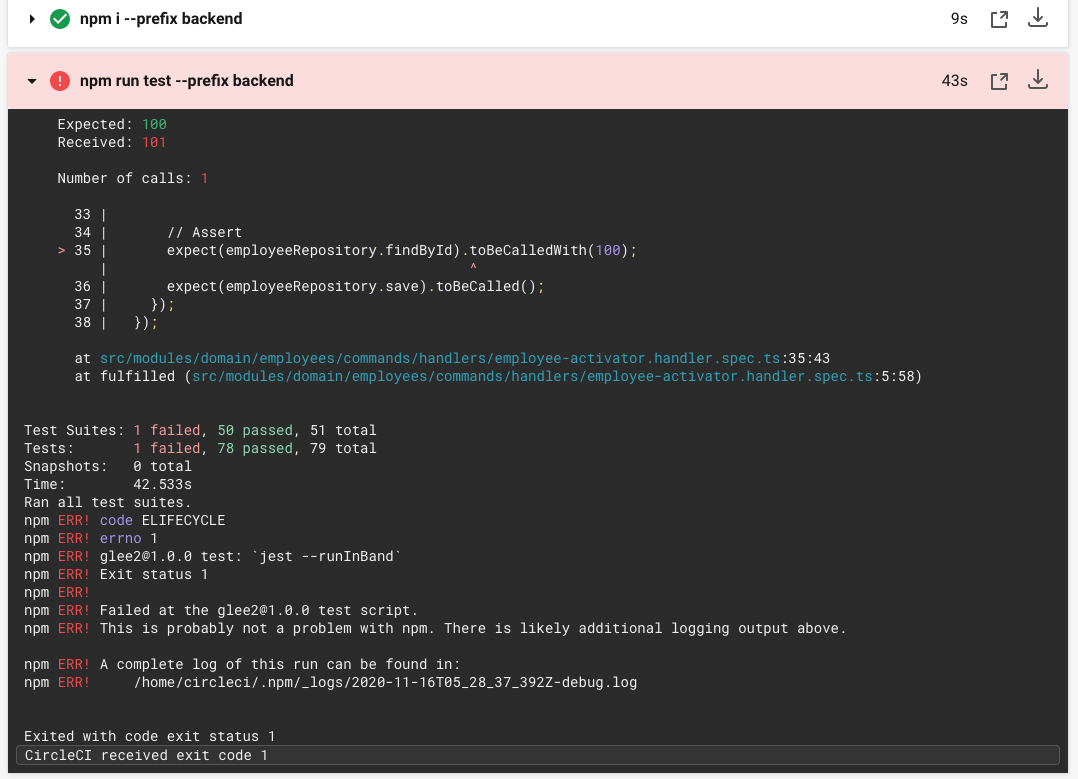 npm i --prefix backend 9s
! npm run test --prefix backend 43s
Expected: 100
Received: 101
Number of calls: 1
33 |
34 | // Assert
> 35 | expect(employeeRepository.findById).toBeCalledWith(100);
| ^
36 | expect(employeeRepository.save).toBeCalled();
37 | });
38 | });
at src/modules/domain/employees/commands/handlers/employee-activator.handler.spec.ts:35:43
at fulfilled (src/modules/domain/employees/commands/handlers/employee-activator.handler.spec.ts:5:58)
Test Suites: 1 failed, 50 passed, 51 total
Tests: 1 failed, 78 passed, 79 total
Snapshots: 0 total
Time: 42.533s
Ran all test suites.
npm ERR! code ELIFECYCLE
npm ERR! errno 1
npm ERR! glee2@1.0.0 test: `jest --runInBand`
npm ERR! Exit status 1
npm ERR!
npm ERR! Failed at the glee2@1.0.0 test script.
npm ERR! This is probably not a problem with npm. There is likely additional logging output above.
npm ERR! A complete log of this run can be found in:
npm ERR! /home/circleci/.npm/_logs/2020-11-16T05_28_37_392Z-debug.log
Exited with code exit status 1
CircleCI received exit code 1